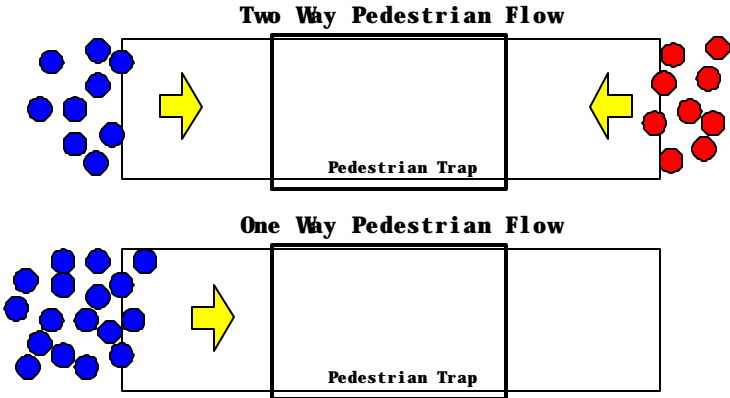 Two Way Pedestrian Flow
Pedestrian Trap
One Way Pedestrian Flow
Pedestrian Trap